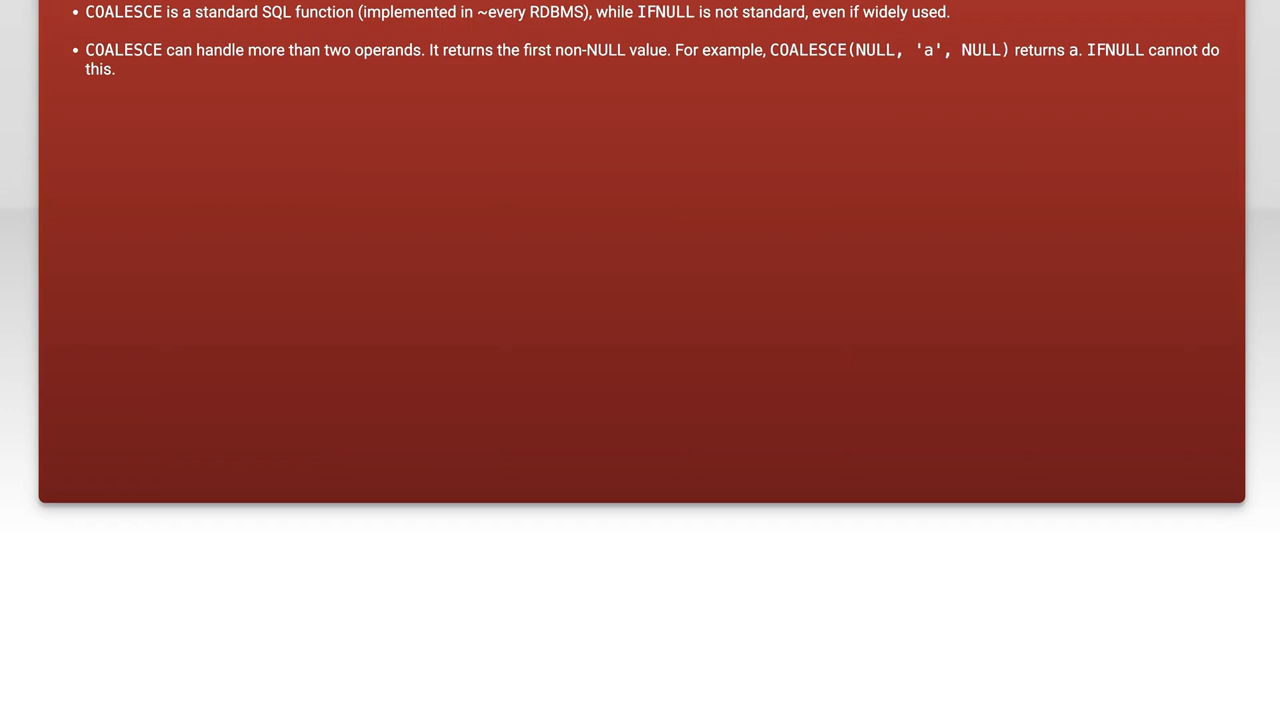 • COALESCE is a standard SQL function (implemented in ~every RDBMS), while IFNULL is not standard, even if widely used.
• COALESCE can handle more than two operands. It returns the first non-NULL value. For example, COALESCE(NULL, 'a', NULL) returns a. IFNULL cannot do
this.